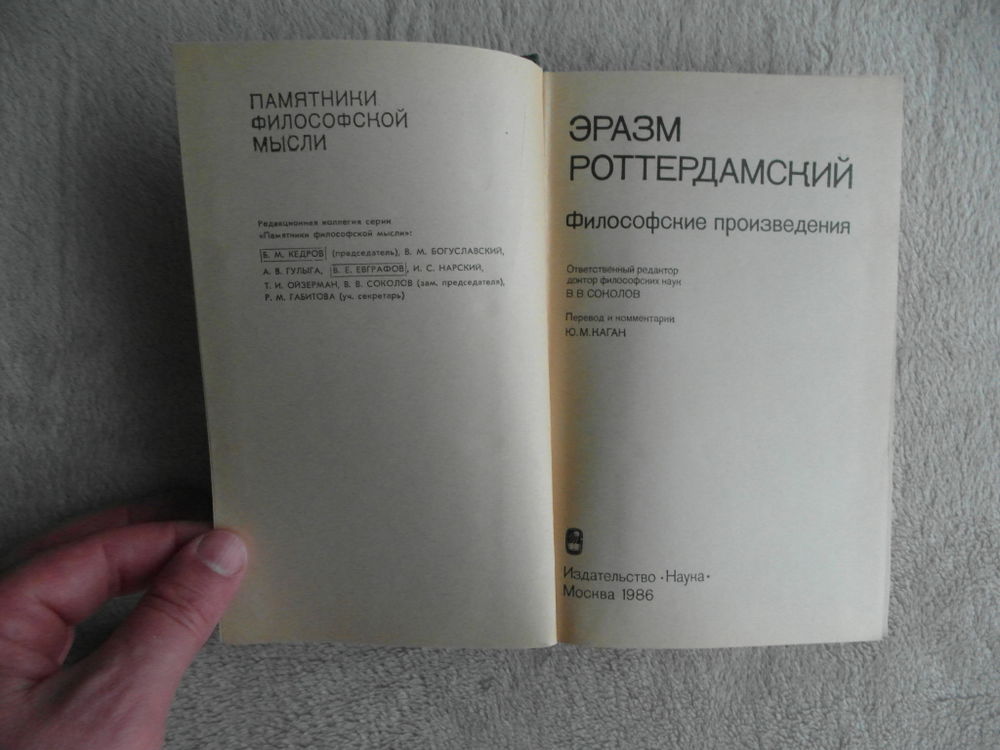 ПАМЯТНИКИ
ФИЛОСОФСКОЙ
МЫСЛИ
Редакционная коллегия серии
«Памятники философской мысли»:
Б. М. КЕДРОВ (председатель), В. М. БОГУСЛАВСКИЙ,
А. В. ГУЛЫГА, В. Е. ЕВГРАФОВ, И. С. НАРСКИЙ,
Т. И. ОЙЗЕРМАН, В. В. СОКОЛОВ (зам. председателя),
Р. М. ГАБИТОВА (уч. секретарь)
ЭРАЗМ
РОТТЕРДАМСКИЙ
Философские произведения
Ответственный редактор
доктор философских наук
В. В. СОКОЛОВ
Перевод и комментарии
Ю. М. КАГАН
Издательство «Наука»
Москва 1986